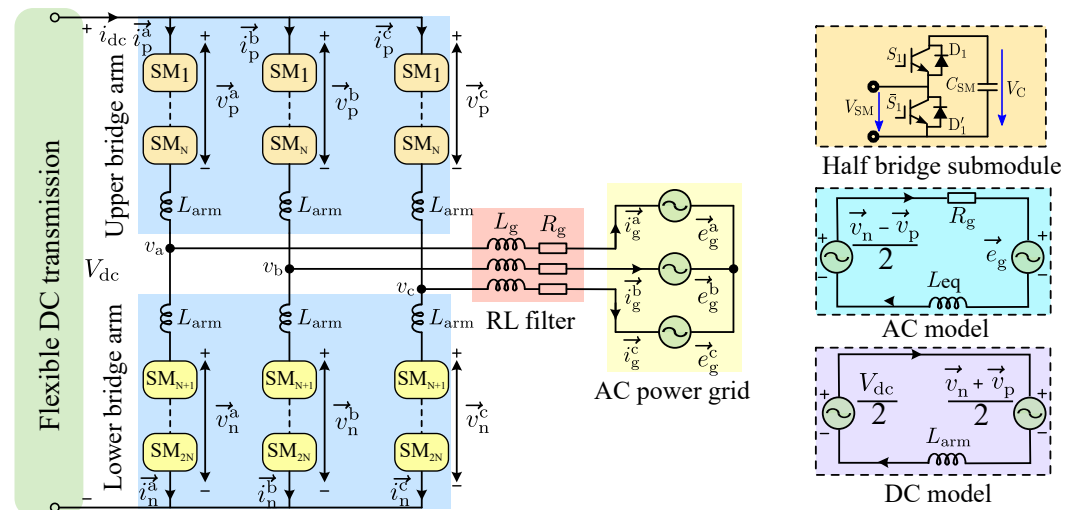 Flexible DC transmission
+
−
i_dc
V_dc
Upper bridge arm
Lower bridge arm
i_p^a
i_p^b
i_p^c
+
+
+
SM1
SM1
SM1
v_p^a
v_p^b
v_p^c
SM_N
SM_N
SM_N
−
−
−
L_arm
L_arm
L_arm
v_a
v_b
v_c
L_g
R_g
RL filter
i_g^a
e_g^a
i_g^b
e_g^b
i_g^c
e_g^c
AC power grid
L_arm
L_arm
L_arm
+
+
+
SM_N+1
SM_N+1
SM_N+1
v_n^a
v_n^b
v_n^c
SM_2N
SM_2N
SM_2N
−
−
−
i_n^a
i_n^b
i_n^c
S_1
D_1
C_SM
V_C
V_SM
S̄_1
D'_1
Half bridge submodule
v_n − v_p
2
R_g
+
−
e_g
+
−
L_eq
AC model
V_dc
2
v_n + v_p
2
+
−
+
−
L_arm
DC model